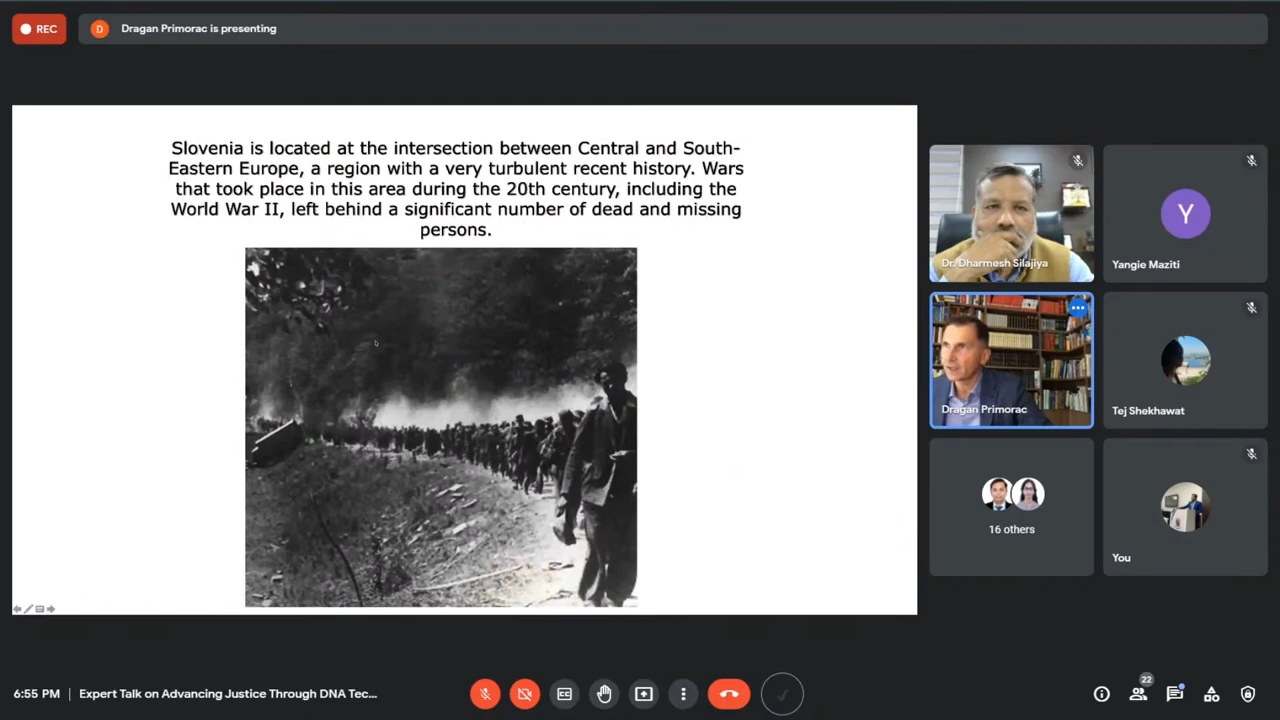 REC
D
Dragan Primorac is presenting
Slovenia is located at the intersection between Central and South-
Eastern Europe, a region with a very turbulent recent history. Wars
that took place in this area during the 20th century, including the
World War II, left behind a significant number of dead and missing
persons.
Dr. Dharmesh Silajiya
Y
Yangie Maziti
Dragan Primorac
Tej Shekhawat
16 others
You
6:55 PM | Expert Talk on Advancing Justice Through DNA Tec...
CC
22